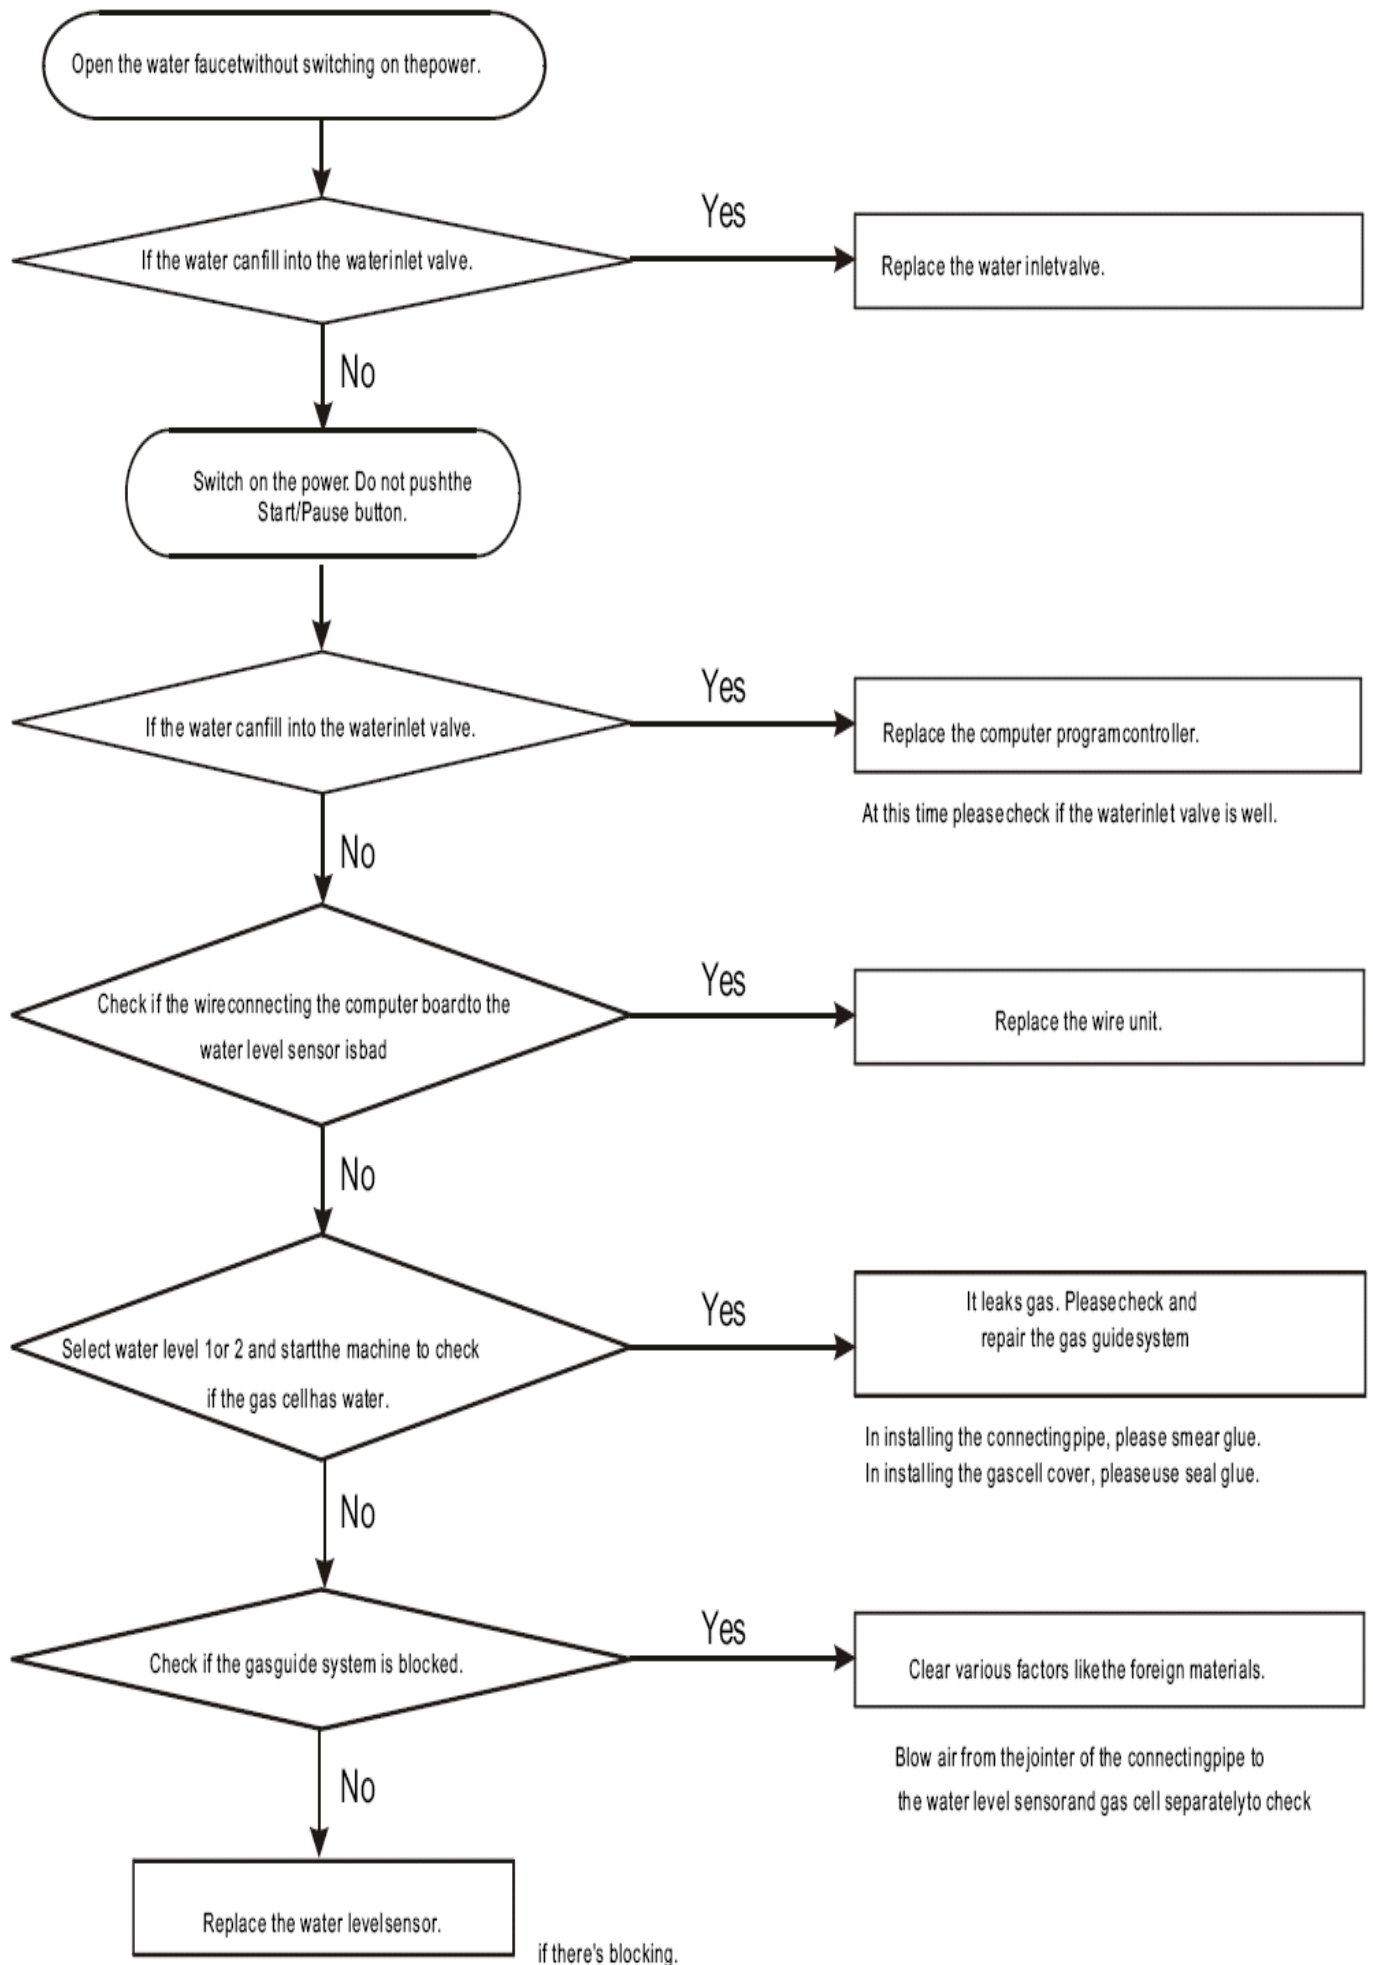 Open the water faucetwithout switching on thepower.
Yes
If the water canfill into the waterinlet valve.
Replace the water inletvalve.
No
Switch on the power. Do not pushthe
Start/Pause button.
Yes
If the water canfill into the waterinlet valve.
Replace the computer programcontroller.
At this time pleasecheck if the waterinlet valve is well.
No
Yes
Check if the wireconnecting the computer boardto the
water level sensor isbad
Replace the wire unit.
No
Yes
Select water level 1or 2 and startthe machine to check
if the gas cellhas water.
It leaks gas. Pleasecheck and
repair the gas guidesystem
In installing the connectingpipe, please smear glue.
In installing the gascell cover, pleaseuse seal glue.
No
Yes
Check if the gasguide system is blocked.
Clear various factors likethe foreign materials.
Blow air from thejointer of the connectingpipe to
the water level sensorand gas cell separatelyto check
No
Replace the water levelsensor.
if there's blocking.